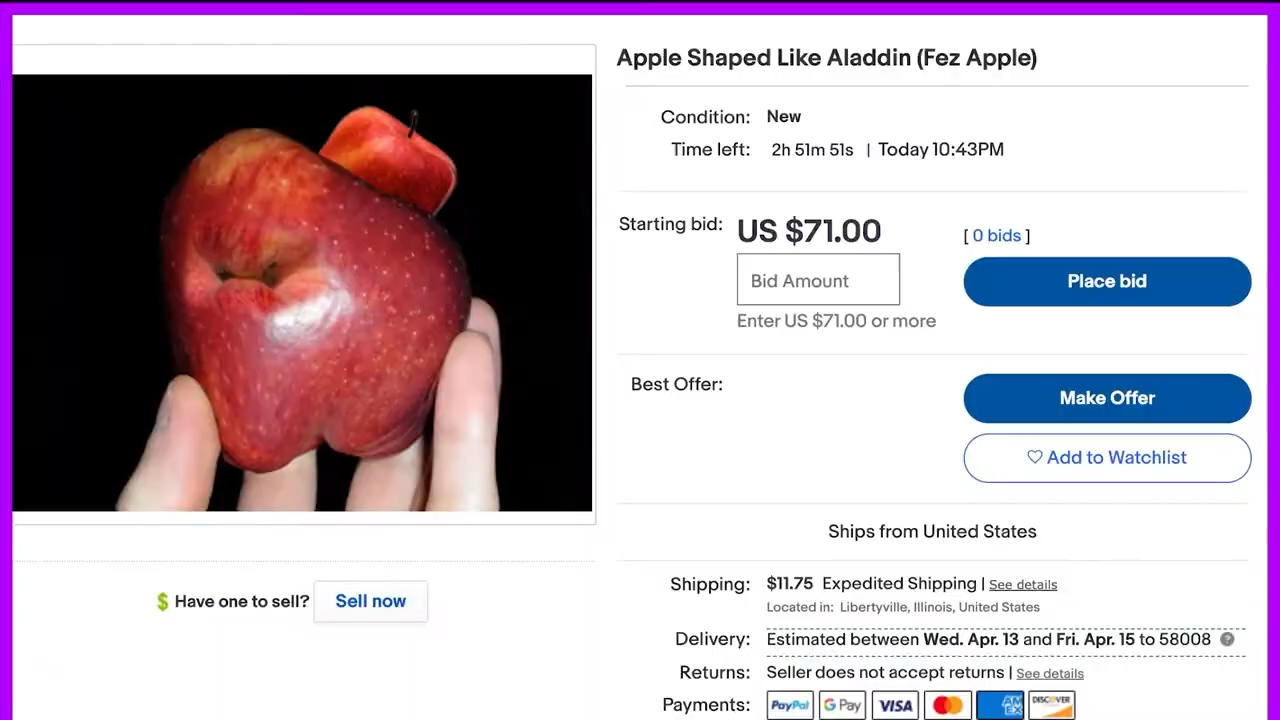 Apple Shaped Like Aladdin (Fez Apple)
Condition: New
Time left: 2h 51m 51s | Today 10:43PM
Starting bid: US $71.00 [ 0 bids ]
Bid Amount
Place bid
Enter US $71.00 or more
Best Offer:
Make Offer
Add to Watchlist
Ships from United States
Shipping: $11.75 Expedited Shipping | See details
Located in: Libertyville, Illinois, United States
Delivery: Estimated between Wed. Apr. 13 and Fri. Apr. 15 to 58008 ?
Returns: Seller does not accept returns | See details
Payments: PayPal G Pay VISA AM EX DISCOVER
Have one to sell? Sell now